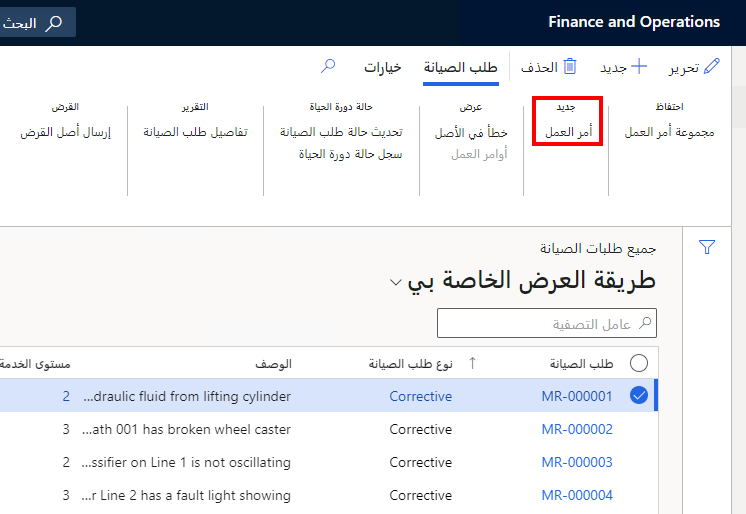 Finance and Operations
البحث
تحرير
جديد
الحذف
طلب الصيانة
خيارات
احتفاظ
مجموعة أمر العمل
جديد
أمر العمل
عرض
خطأ في الأصل
أوامر العمل
حالة دورة الحياة
تحديث حالة طلب الصيانة
سجل حالة دورة الحياة
التقرير
تفاصيل طلب الصيانة
القرض
إرسال أصل القرض
جميع طلبات الصيانة
طريقة العرض الخاصة بي
عامل التصفية
طلب الصيانة نوع طلب الصيانة الوصف مستوى الخدمة
MR-000001 Corrective ...draulic fluid from lifting cylinder 2
MR-000002 Corrective ...ath 001 has broken wheel caster 3
MR-000003 Corrective ...ssifier on Line 1 is not oscillating 2
MR-000004 Corrective ...r Line 2 has a fault light showing 3